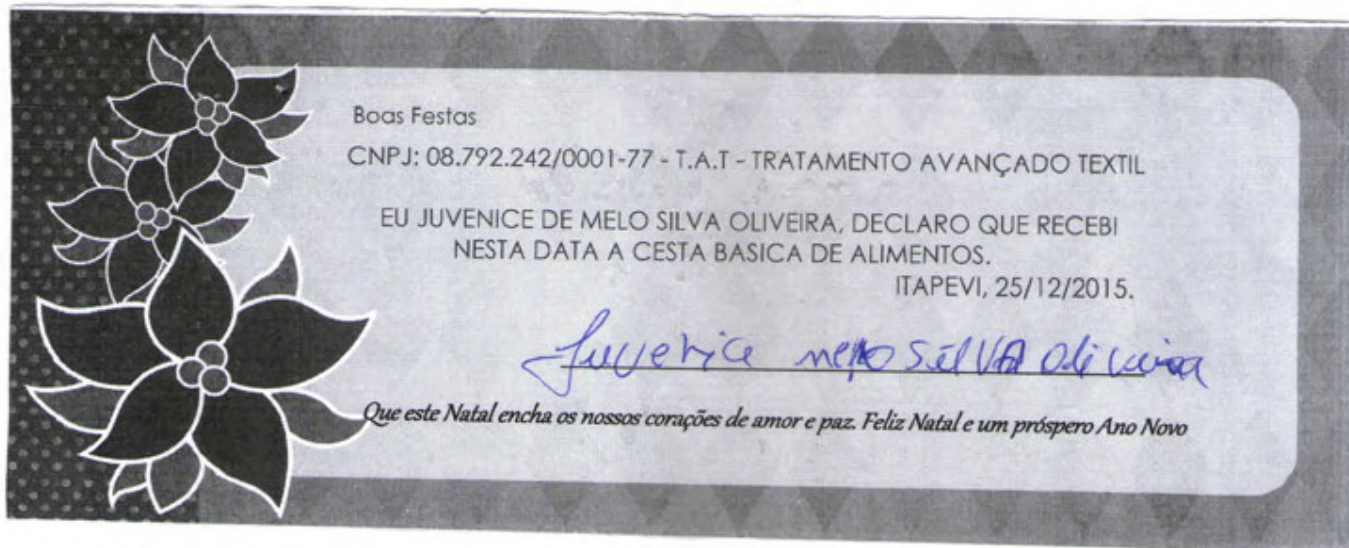 Boas Festas
CNPJ: 08.792.242/0001-77 - T.A.T - TRATAMENTO AVANÇADO TEXTIL
EU JUVENICE DE MELO SILVA OLIVEIRA, DECLARO QUE RECEBI
NESTA DATA A CESTA BASICA DE ALIMENTOS.
ITAPEVI, 25/12/2015.
Juvenice melo SilVA Oliveira
Que este Natal encha os nossos corações de amor e paz. Feliz Natal e um próspero Ano Novo